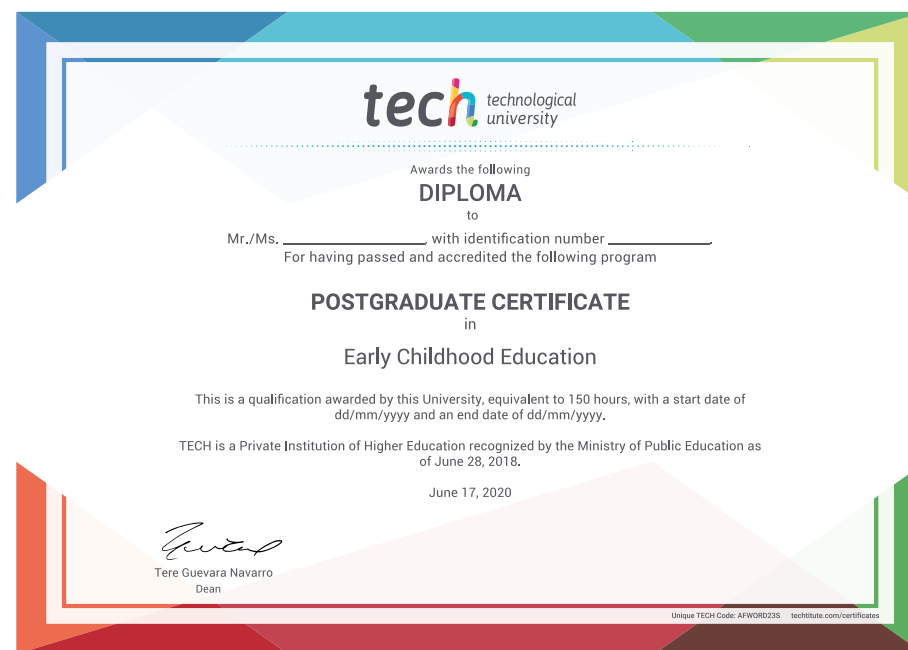 tech technological
university
Awards the following
DIPLOMA
to
Mr./Ms. ____________________, with identification number ______________.
For having passed and accredited the following program
POSTGRADUATE CERTIFICATE
in
Early Childhood Education
This is a qualification awarded by this University, equivalent to 150 hours, with a start date of
dd/mm/yyyy and an end date of dd/mm/yyyy.
TECH is a Private Institution of Higher Education recognized by the Ministry of Public Education as
of June 28, 2018.
June 17, 2020
Tere Guevara Navarro
Dean
Unique TECH Code: AFWORD23S techtitute.com/certificates